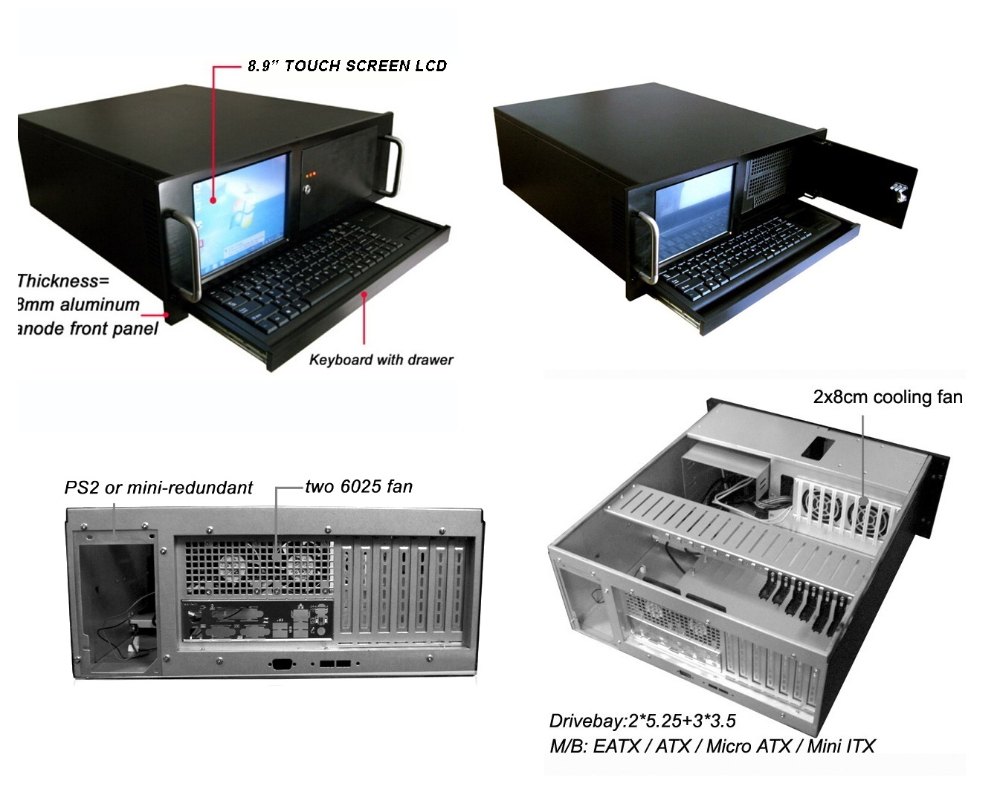 8.9” TOUCH SCREEN LCD
Thickness=
8mm aluminum
anode front panel
Keyboard with drawer
2x8cm cooling fan
PS2 or mini-redundant
two 6025 fan
Drivebay:2*5.25+3*3.5
M/B: EATX / ATX / Micro ATX / Mini ITX